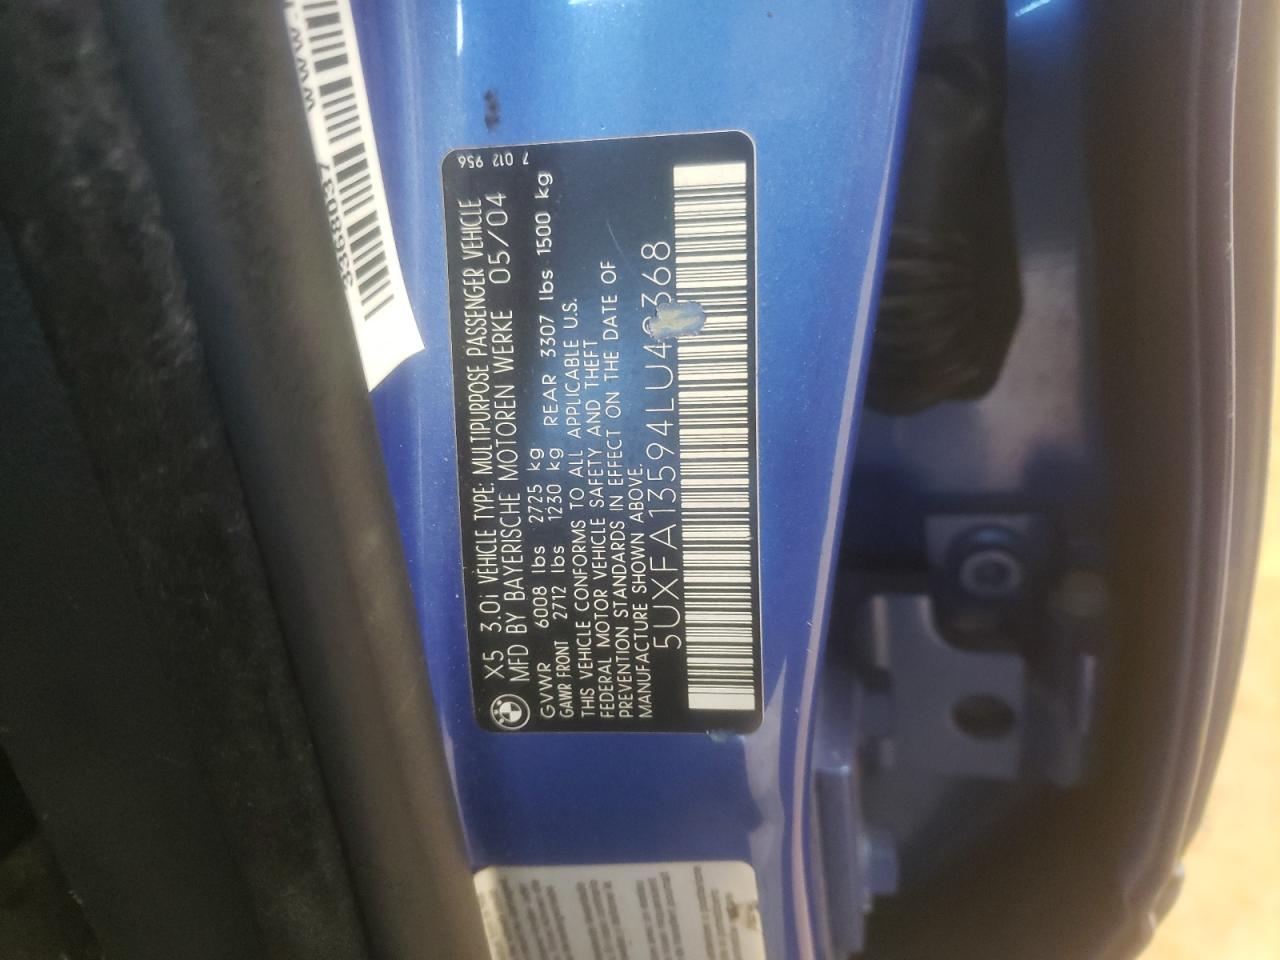 X5 3.0i VEHICLE TYPE: MULTIPURPOSE PASSENGER VEHICLE
MFD BY BAYERISCHE MOTOREN WERKE 05/04
GVWR 6008 lbs 2725 kg
GAWR FRONT 2712 lbs 1230 kg REAR 3307 lbs 1500 kg
THIS VEHICLE CONFORMS TO ALL APPLICABLE U.S.
FEDERAL MOTOR VEHICLE SAFETY AND THEFT
PREVENTION STANDARDS IN EFFECT ON THE DATE OF
MANUFACTURE SHOWN ABOVE.
5UXFA13594LU40368
7 012 956